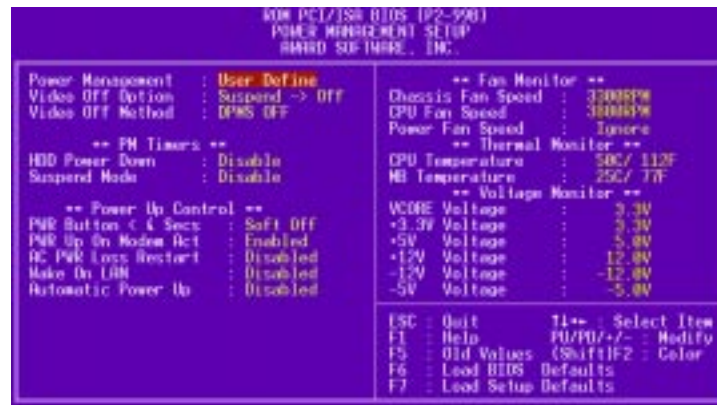 ROM PCI/ISA BIOS (P2-99B)
POWER MANAGEMENT SETUP
AWARD SOFTWARE, INC.
Power Management : User Define
Video Off Option : Suspend -> Off
Video Off Method : DPMS OFF
** PM Timers **
HDD Power Down : Disable
Suspend Mode : Disable
** Power Up Control **
PWR Button < 4 Secs : Soft Off
PWR Up On Modem Act : Enabled
AC PWR Loss Restart : Disabled
Wake On LAN : Disabled
Automatic Power Up : Disabled
** Fan Monitor **
Chassis Fan Speed : 3300RPM
CPU Fan Speed : 3800RPM
Power Fan Speed : Ignore
** Thermal Monitor **
CPU Temperature : 50C/ 112F
MB Temperature : 25C/ 77F
** Voltage Monitor **
VCORE Voltage : 3.3V
+3.3V Voltage : 3.3V
+5V Voltage : 5.0V
+12V Voltage : 12.0V
-12V Voltage : -12.0V
-5V Voltage : -5.0V
ESC : Quit ↑↓→← : Select Item
F1 : Help PU/PD/+/- : Modify
F5 : Old Values (Shift)F2 : Color
F6 : Load BIOS Defaults
F7 : Load Setup Defaults